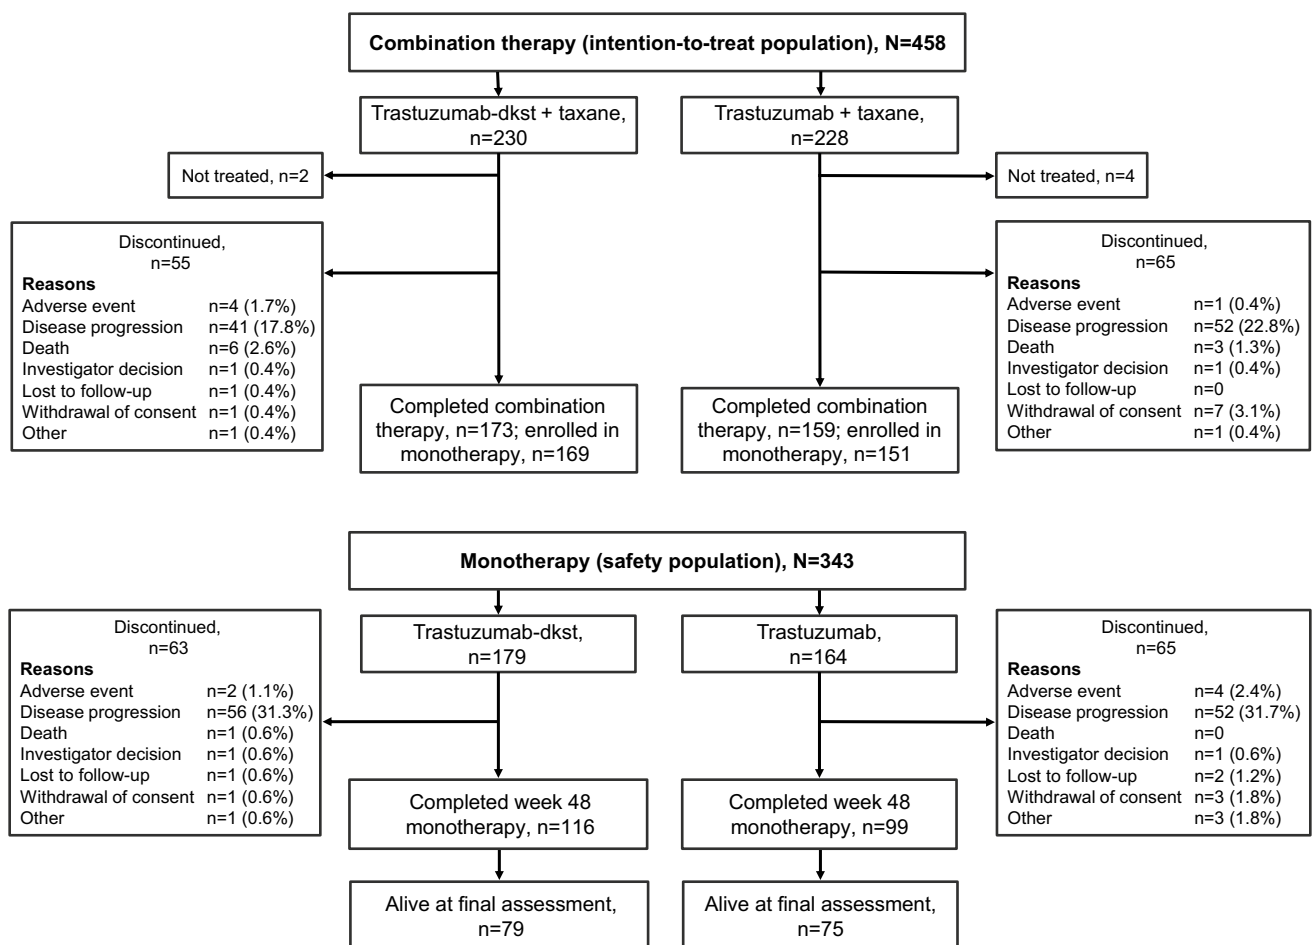 Combination therapy (intention-to-treat population), N=458
Trastuzumab-dkst + taxane,
n=230
Trastuzumab + taxane,
n=228
Not treated, n=2
Not treated, n=4
Discontinued,
n=55
Reasons
Adverse event n=4 (1.7%)
Disease progression n=41 (17.8%)
Death n=6 (2.6%)
Investigator decision n=1 (0.4%)
Lost to follow-up n=1 (0.4%)
Withdrawal of consent n=1 (0.4%)
Other n=1 (0.4%)
Discontinued,
n=65
Reasons
Adverse event n=1 (0.4%)
Disease progression n=52 (22.8%)
Death n=3 (1.3%)
Investigator decision n=1 (0.4%)
Lost to follow-up n=0
Withdrawal of consent n=7 (3.1%)
Other n=1 (0.4%)
Completed combination
therapy, n=173; enrolled in
monotherapy, n=169
Completed combination
therapy, n=159; enrolled in
monotherapy, n=151
Monotherapy (safety population), N=343
Trastuzumab-dkst,
n=179
Trastuzumab,
n=164
Discontinued,
n=63
Reasons
Adverse event n=2 (1.1%)
Disease progression n=56 (31.3%)
Death n=1 (0.6%)
Investigator decision n=1 (0.6%)
Lost to follow-up n=1 (0.6%)
Withdrawal of consent n=1 (0.6%)
Other n=1 (0.6%)
Discontinued,
n=65
Reasons
Adverse event n=4 (2.4%)
Disease progression n=52 (31.7%)
Death n=0
Investigator decision n=1 (0.6%)
Lost to follow-up n=2 (1.2%)
Withdrawal of consent n=3 (1.8%)
Other n=3 (1.8%)
Completed week 48
monotherapy, n=116
Completed week 48
monotherapy, n=99
Alive at final assessment,
n=79
Alive at final assessment,
n=75